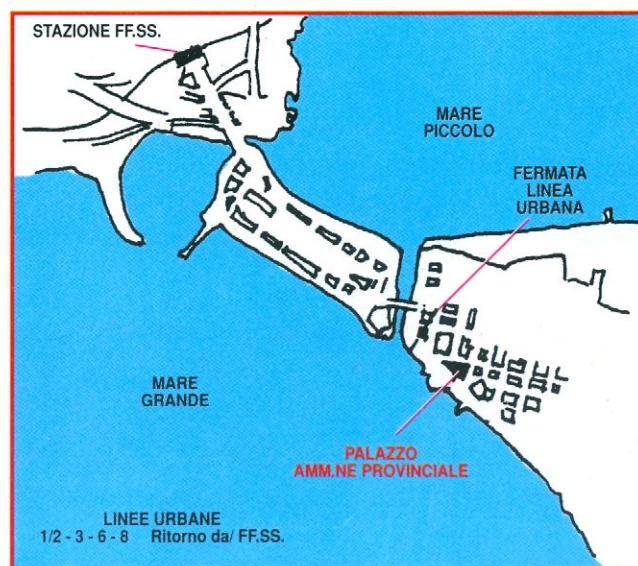 STAZIONE FF.SS.
MARE
PICCOLO
FERMATA
LINEA
URBANA
MARE
GRANDE
PALAZZO
AMM.NE PROVINCIALE
LINEE URBANE
1/2 - 3 - 6 - 8 Ritorno da/ FF.SS.